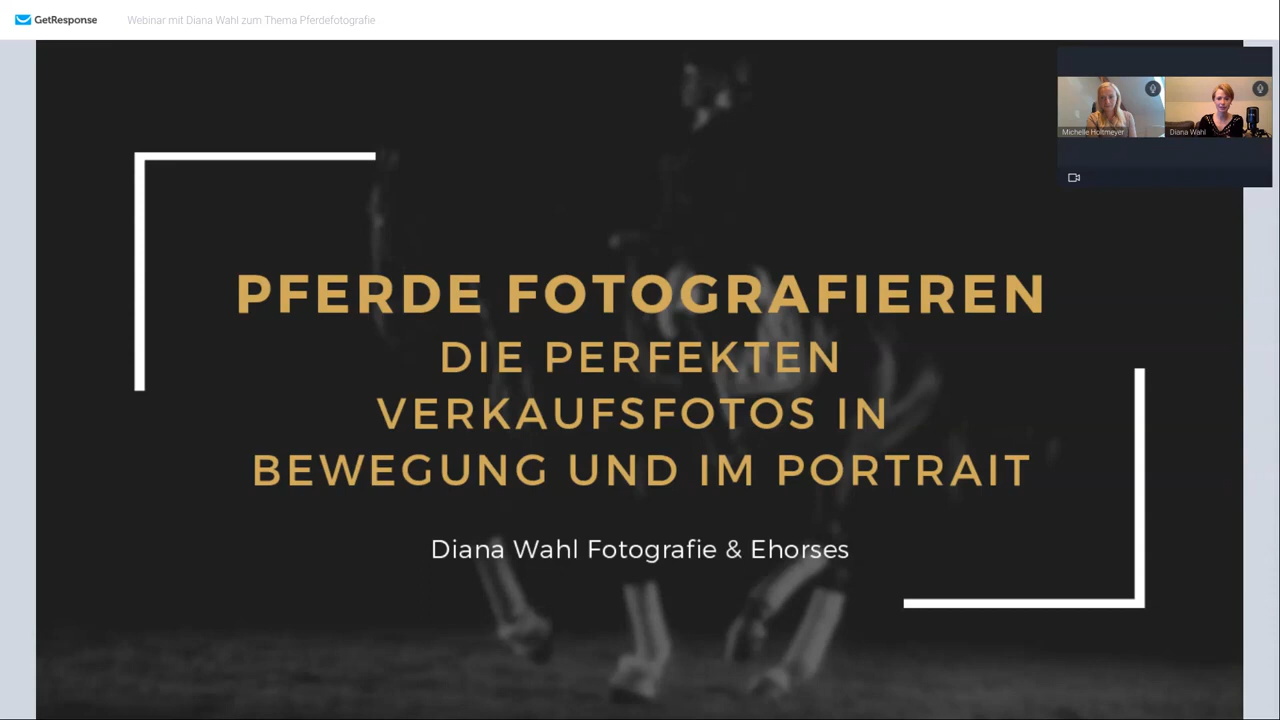 GetResponse
Webinar mit Diana Wahl zum Thema Pferdefotografie
Michelle Holtmeyer
Diana Wahl
PFERDE FOTOGRAFIEREN
DIE PERFEKTEN
VERKAUFSFOTOS IN
BEWEGUNG UND IM PORTRAIT
Diana Wahl Fotografie & Ehorses